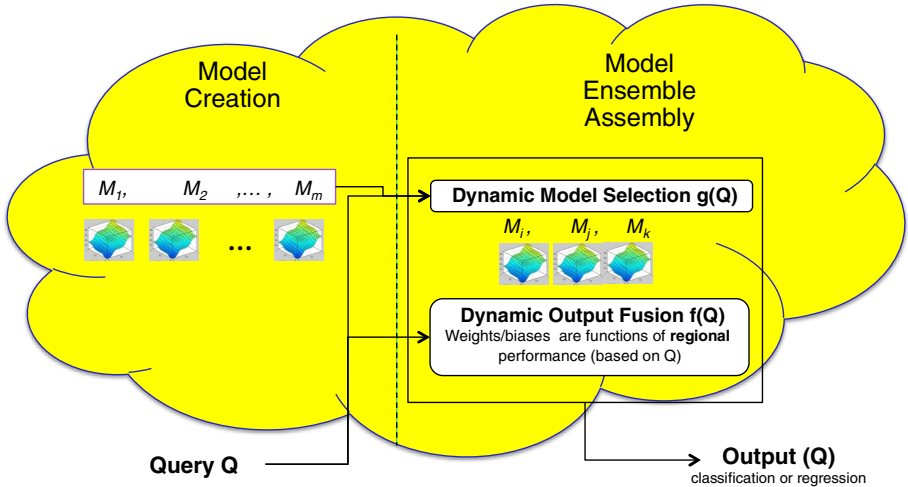 Model
Creation
Model
Ensemble
Assembly
M1, M2 ,… , Mm
...
Dynamic Model Selection g(Q)
Mi, Mj, Mk
Dynamic Output Fusion f(Q)
Weights/biases are functions of regional
performance (based on Q)
Query Q
Output (Q)
classification or regression